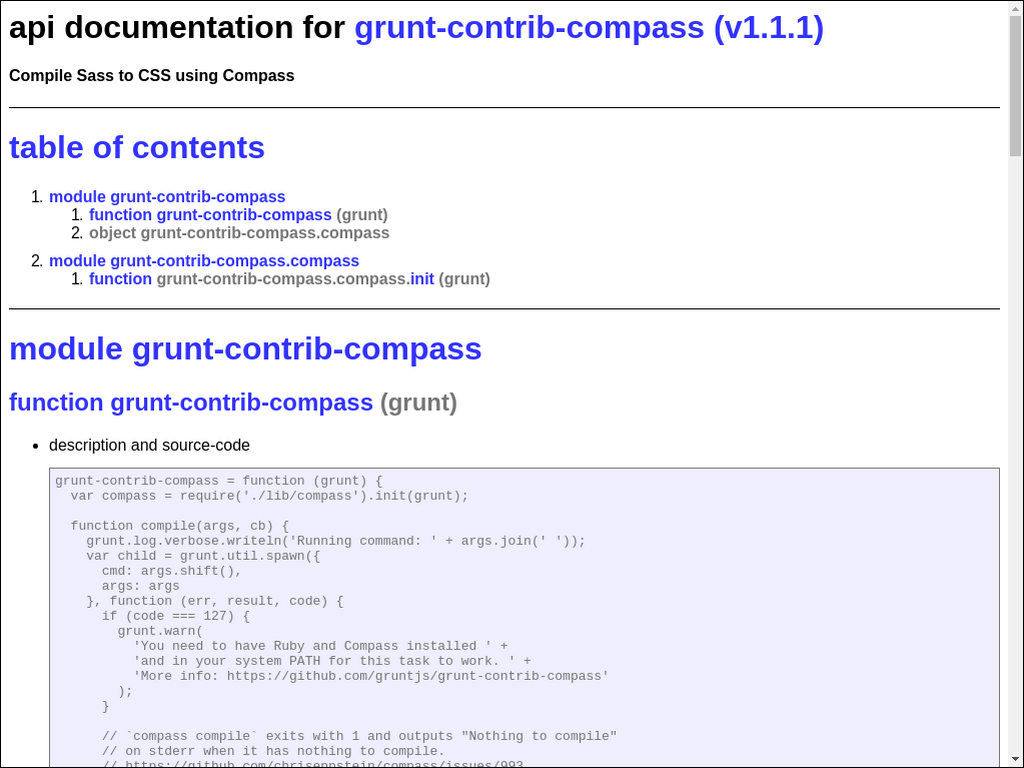 api documentation for grunt-contrib-compass (v1.1.1)
Compile Sass to CSS using Compass
table of contents
1. module grunt-contrib-compass
1. function grunt-contrib-compass (grunt)
2. object grunt-contrib-compass.compass
2. module grunt-contrib-compass.compass
1. function grunt-contrib-compass.compass.init (grunt)
module grunt-contrib-compass
function grunt-contrib-compass (grunt)
• description and source-code
grunt-contrib-compass = function (grunt) {
  var compass = require('./lib/compass').init(grunt);
  function compile(args, cb) {
    grunt.log.verbose.writeln('Running command: ' + args.join(' '));
    var child = grunt.util.spawn({
      cmd: args.shift(),
      args: args
    }, function (err, result, code) {
      if (code === 127) {
        grunt.warn(
          'You need to have Ruby and Compass installed ' +
          'and in your system PATH for this task to work. ' +
          'More info: https://github.com/gruntjs/grunt-contrib-compass'
        );
      }
      // `compass compile` exits with 1 and outputs "Nothing to compile"
      // on stderr when it has nothing to compile.
      // https://github.com/chriseppstein/compass/issues/993